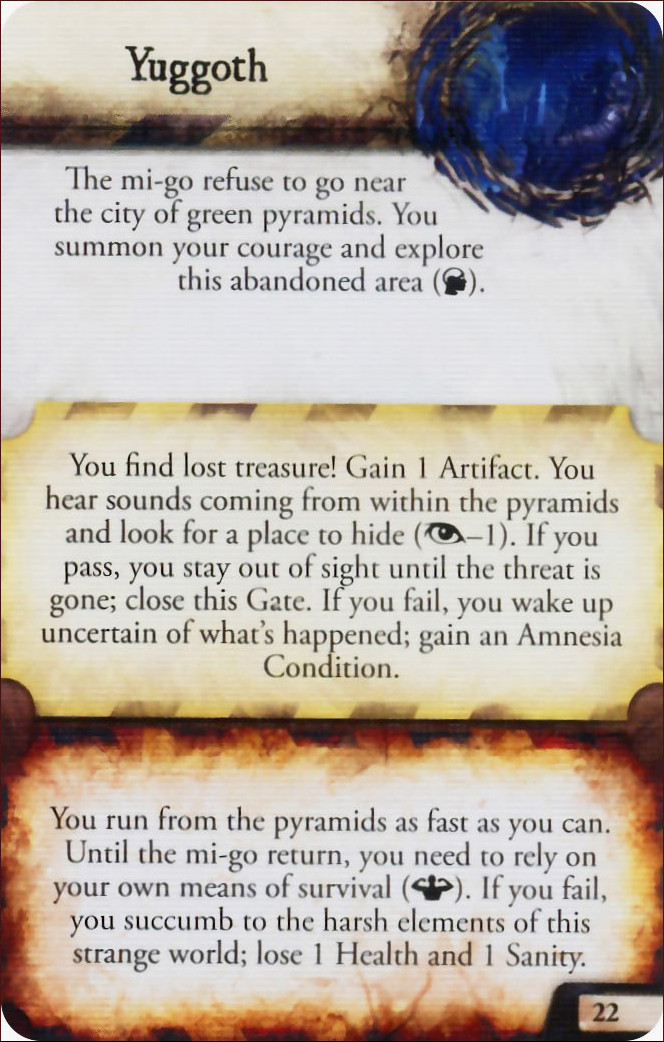 Yuggoth
The mi-go refuse to go near
the city of green pyramids. You
summon your courage and explore
this abandoned area ().
You find lost treasure! Gain 1 Artifact. You
hear sounds coming from within the pyramids
and look for a place to hide (–1). If you
pass, you stay out of sight until the threat is
gone; close this Gate. If you fail, you wake up
uncertain of what's happened; gain an Amnesia
Condition.
You run from the pyramids as fast as you can.
Until the mi-go return, you need to rely on
your own means of survival (). If you fail,
you succumb to the harsh elements of this
strange world; lose 1 Health and 1 Sanity.
22